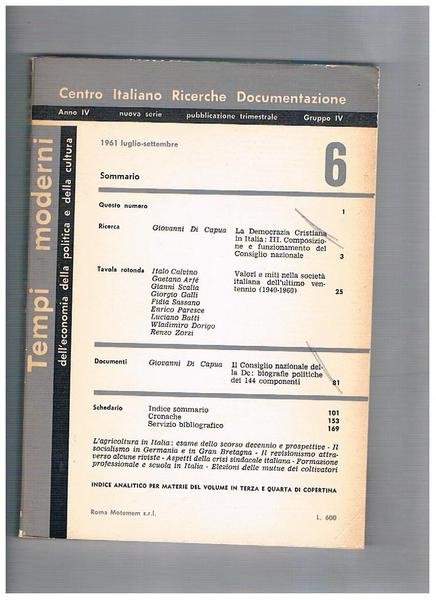 Centro Italiano Ricerche Documentazione
Anno IV nuova serie pubblicazione trimestrale Gruppo IV
Tempi moderni
dell'economia della politica e della cultura
1961 luglio-settembre
6
Sommario
Questo numero 1
Ricerca Giovanni Di Capua La Democrazia Cristiana
in Italia: III. Composizio-
ne e funzionamento del
Consiglio nazionale 3
Tavola rotonda Italo Calvino Valori e miti nella società
Gaetano Arfé italiana dell'ultimo ven-
Gianni Scalia tennio (1940-1960) 25
Giorgio Galli
Fidia Sassano
Enrico Paresce
Luciano Batti
Wladimiro Dorigo
Renzo Zorzi
Documenti Giovanni Di Capua Il Consiglio nazionale del-
la Dc: biografie politiche
dei 144 componenti 81
Schedario Indice sommario 101
Cronache 153
Servizio bibliografico 169
L'agricoltura in Italia: esame dello scorso decennio e prospettive - Il
socialismo in Germania e in Gran Bretagna - Il revisionismo attra-
verso alcune riviste - Aspetti della crisi sindacale italiana - Formazione
professionale e scuola in Italia - Elezioni delle mutue dei coltivatori
INDICE ANALITICO PER MATERIE DEL VOLUME IN TERZA E QUARTA DI COPERTINA
Roma Motemem s.r.l. L. 600